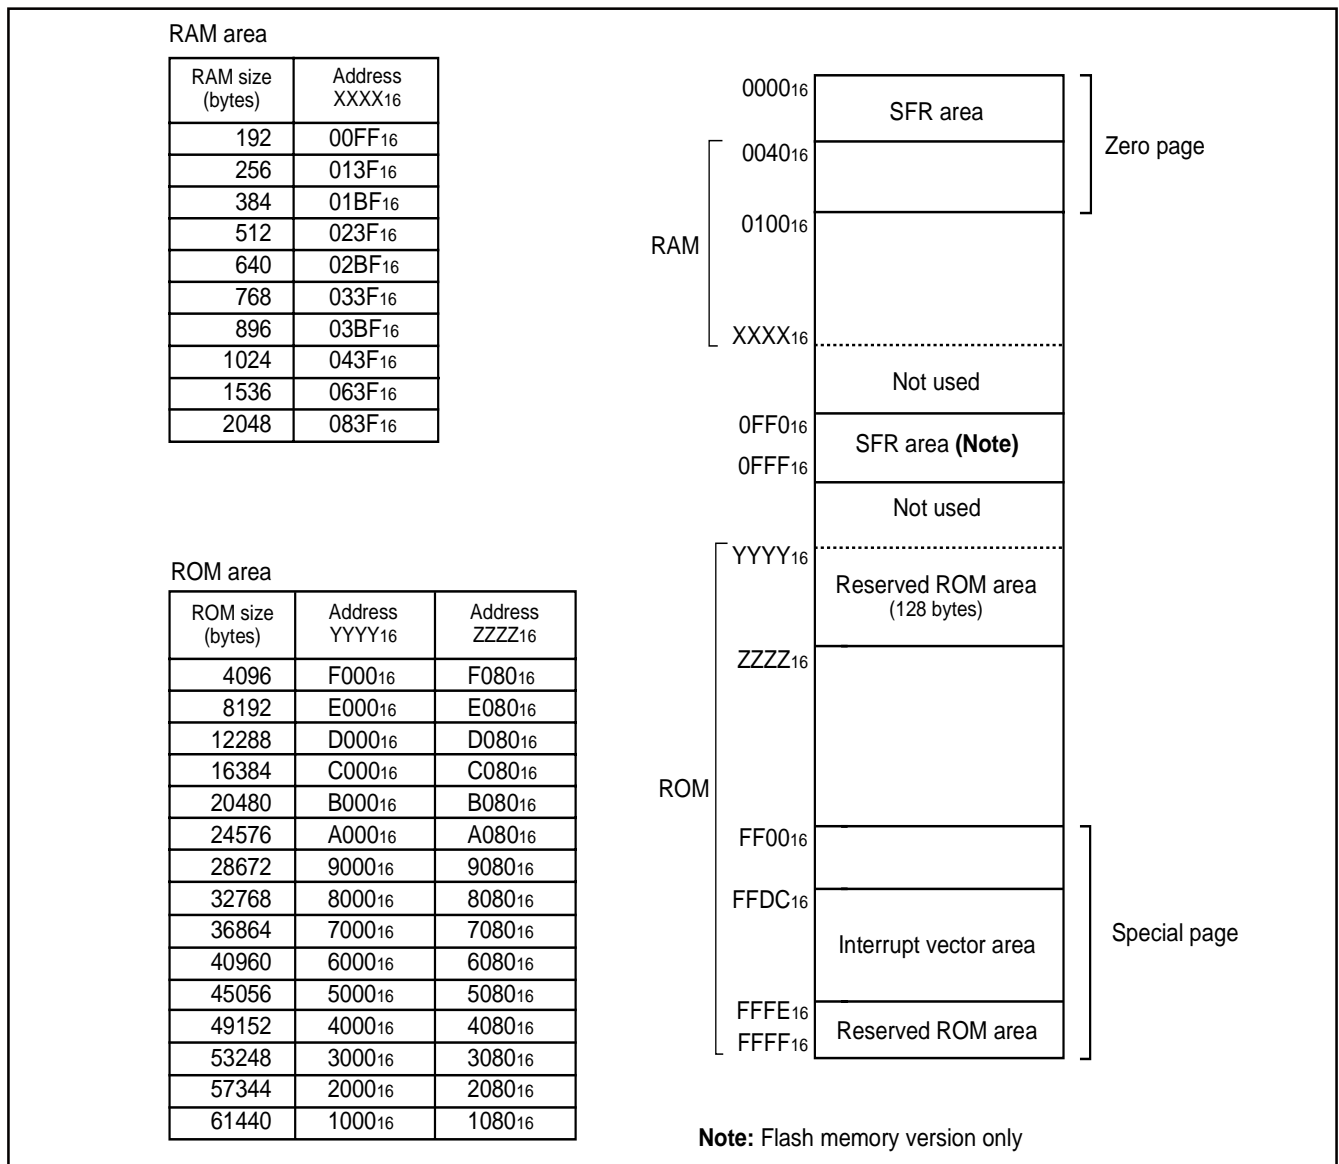 RAM area
RAM size (bytes) Address XXXX16
192 00FF16
256 013F16
384 01BF16
512 023F16
640 02BF16
768 033F16
896 03BF16
1024 043F16
1536 063F16
2048 083F16
ROM area
ROM size (bytes) Address YYYY16 Address ZZZZ16
4096 F00016 F08016
8192 E00016 E08016
12288 D00016 D08016
16384 C00016 C08016
20480 B00016 B08016
24576 A00016 A08016
28672 900016 908016
32768 800016 808016
36864 700016 708016
40960 600016 608016
45056 500016 508016
49152 400016 408016
53248 300016 308016
57344 200016 208016
61440 100016 108016
000016
SFR area
Zero page
004016
010016
RAM
XXXX16
Not used
0FF016
SFR area (Note)
0FFF16
Not used
YYYY16
Reserved ROM area
(128 bytes)
ZZZZ16
ROM
FF0016
FFDC16
Interrupt vector area
Special page
FFFE16
Reserved ROM area
FFFF16
Note: Flash memory version only